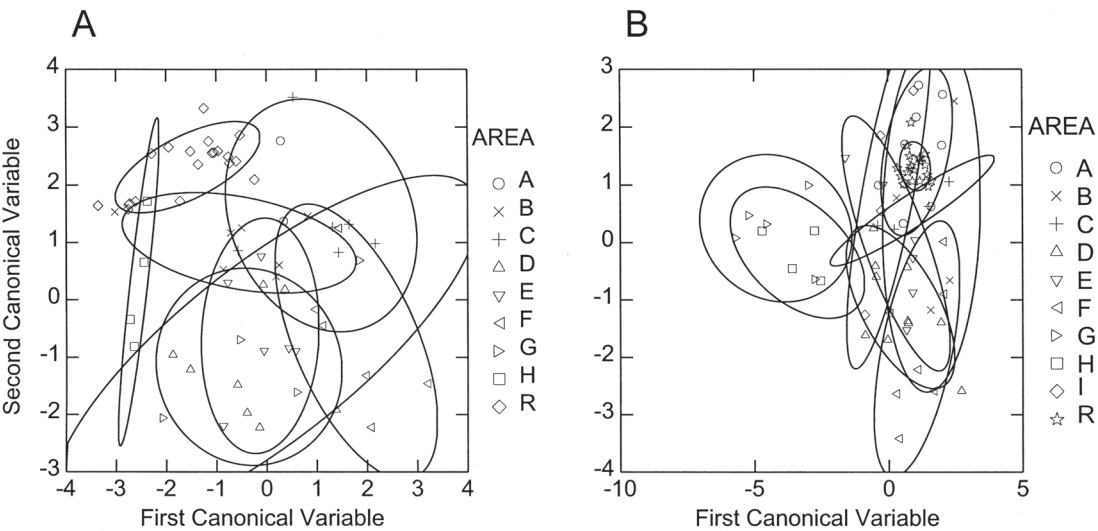 A
B
4
3
2
1
0
-1
-2
-3
-4
-3
-2
-1
0
1
2
3
4
Second Canonical Variable
First Canonical Variable
AREA
A
B
C
D
E
F
G
H
R
3
2
1
0
-1
-2
-3
-4
-10
-5
0
5
First Canonical Variable
AREA
A
B
C
D
E
F
G
H
I
R